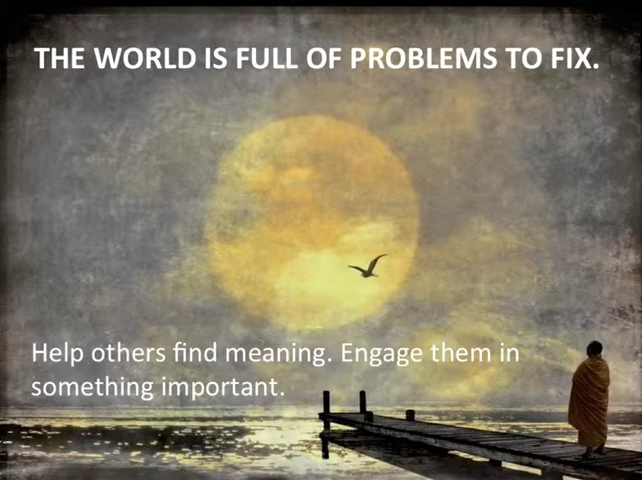 THE WORLD IS FULL OF PROBLEMS TO FIX.
Help others find meaning. Engage them in
something important.